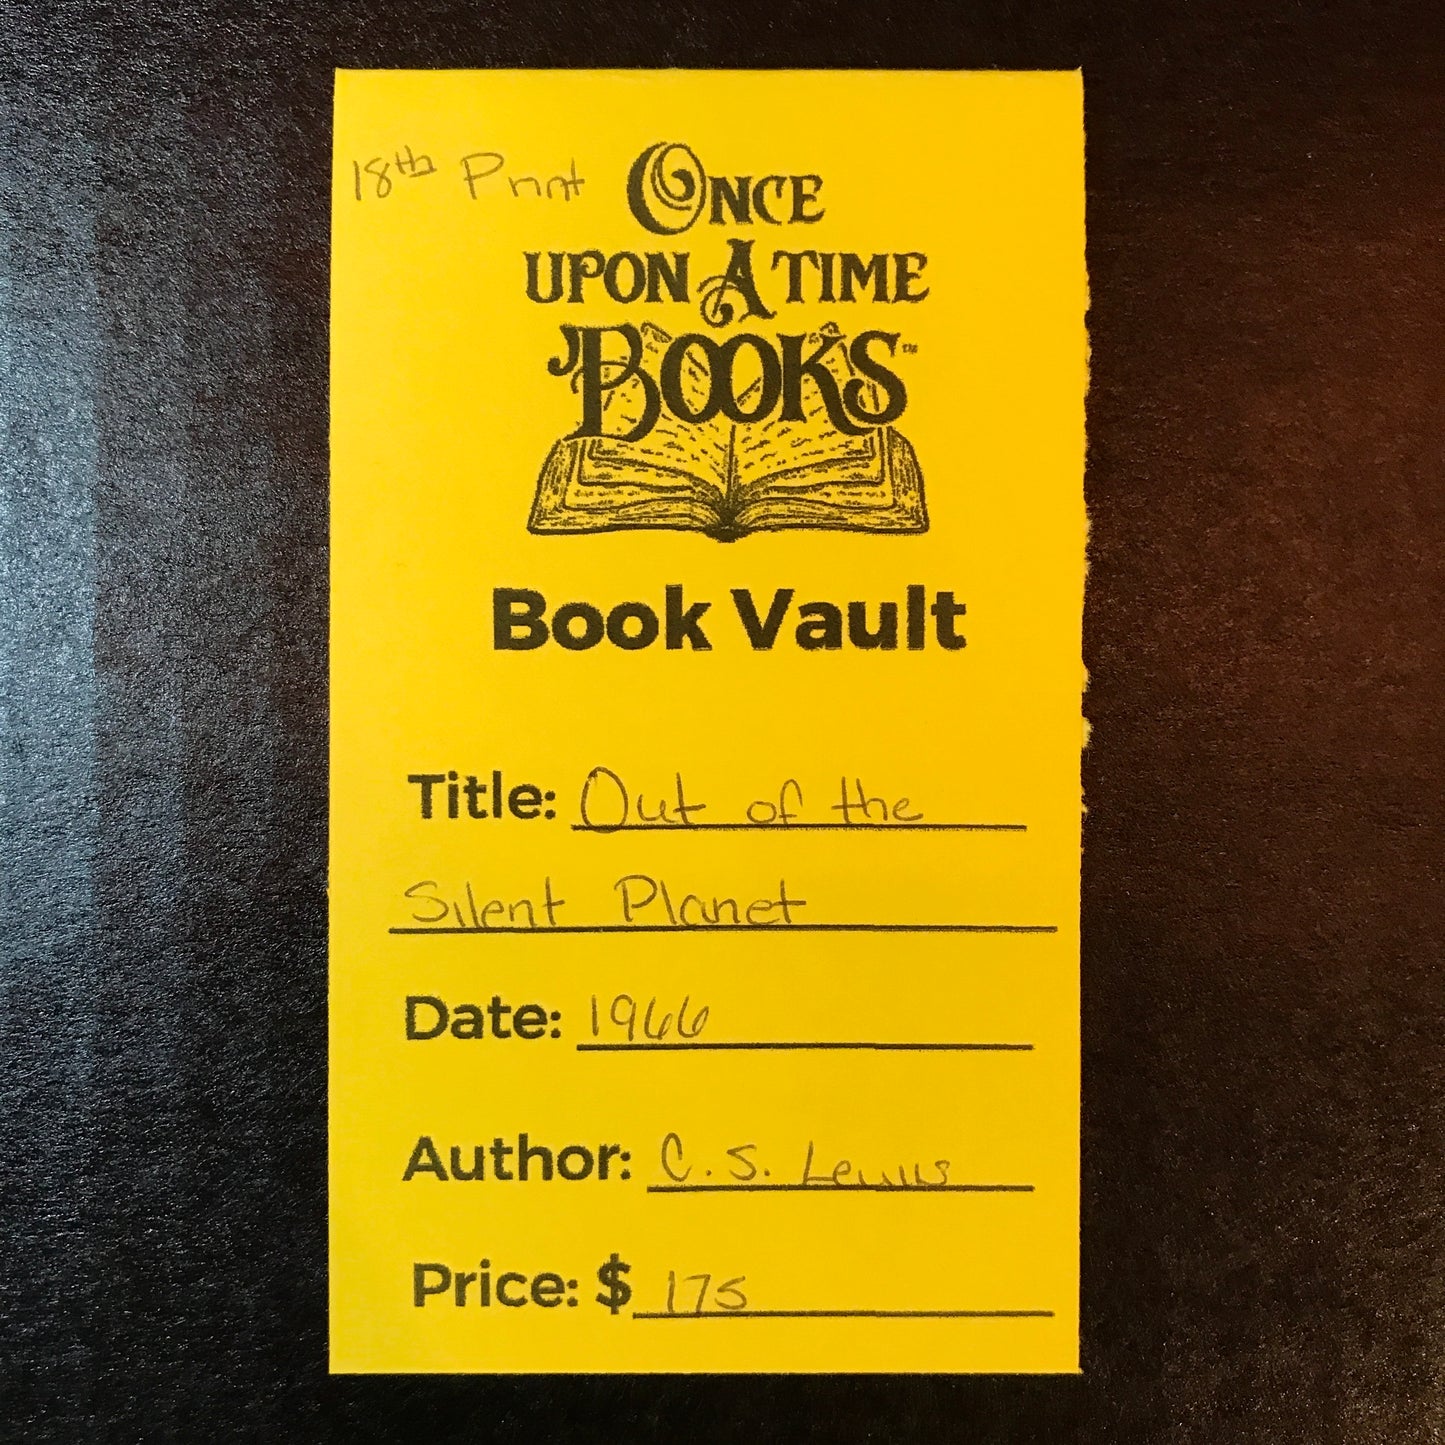 18th Print
ONCE
UPON A TIME
BOOKS™
Book Vault
Title: Out of the
Silent Planet
Date: 1966
Author: C. S. Lewis
Price: $ 175